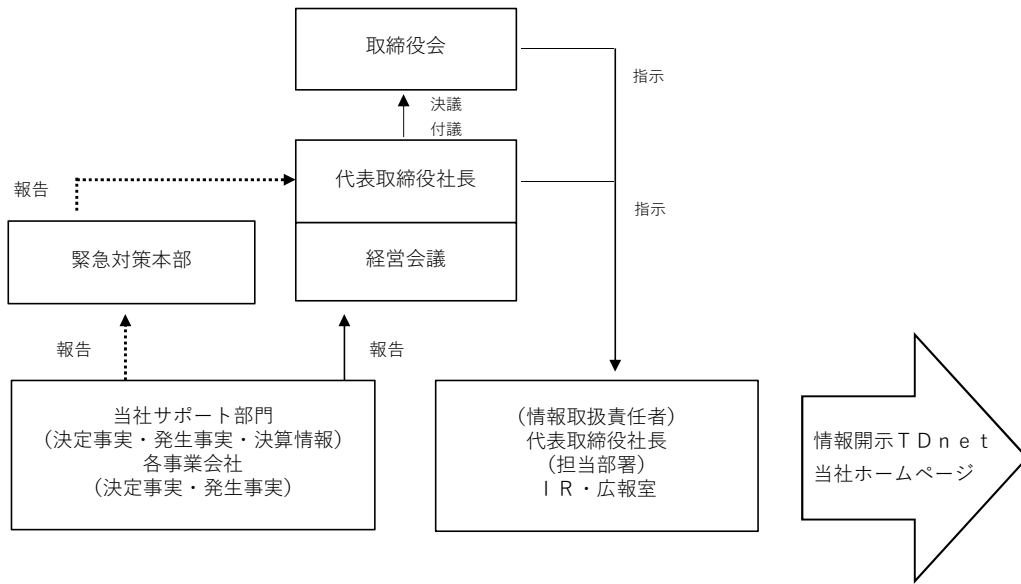 取締役会
指示
決議
付議
代表取締役社長
報告
指示
緊急対策本部
経営会議
報告
報告
当社サポート部門
(決定事実・発生事実・決算情報)
各事業会社
(決定事実・発生事実)
(情報取扱責任者)
代表取締役社長
(担当部署)
ＩＲ・広報室
情報開示ＴＤｎｅｔ
当社ホームページ